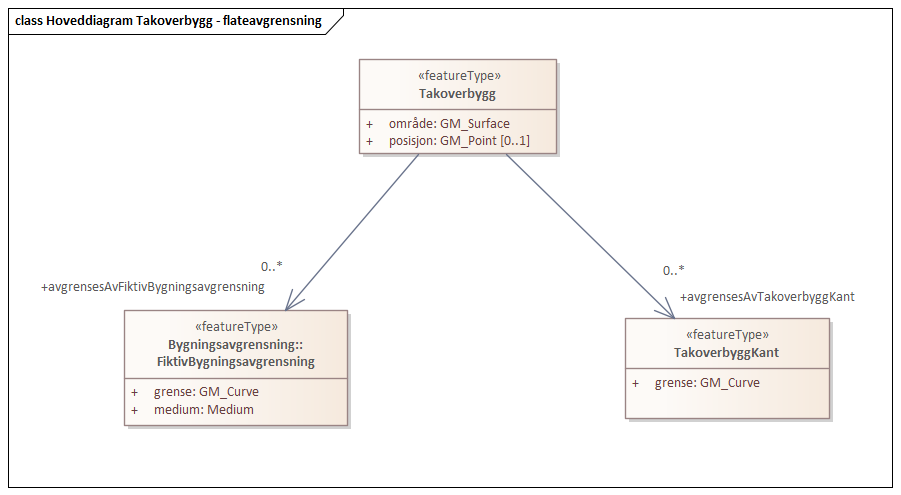 class Hoveddiagram Takoverbygg - flateavgrensning
«featureType»
Takoverbygg
+ område: GM_Surface
+ posisjon: GM_Point [0..1]
0..*
+avgrensesAvFiktivBygningsavgrensning
0..*
+avgrensesAvTakoverbyggKant
«featureType»
Bygningsavgrensning::
FiktivBygningsavgrensning
+ grense: GM_Curve
+ medium: Medium
«featureType»
TakoverbyggKant
+ grense: GM_Curve